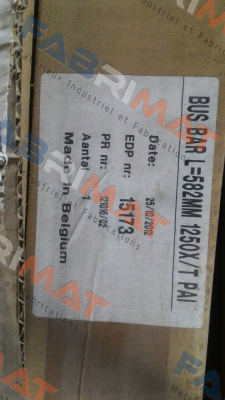 BUS BAR L=582MM 1250X/T PAI
Date: 25/10/2012
EDP nr: 15173
PR nr: 12016/02
Aantal: 1
Made in Belgium
FABRIMAT